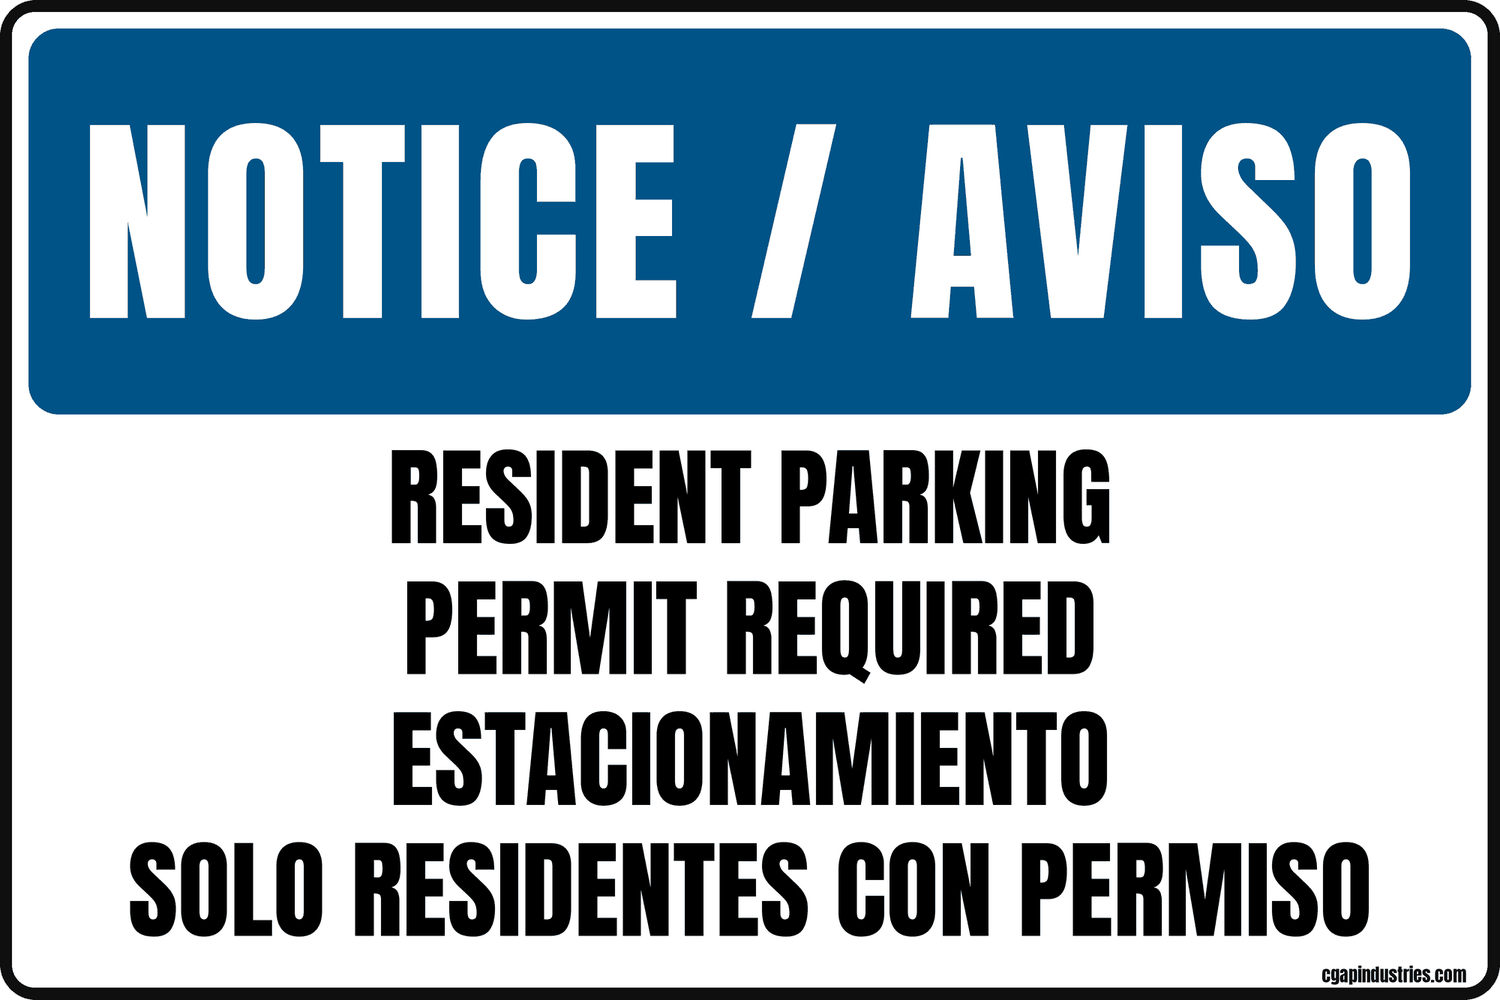 NOTICE / AVISO
RESIDENT PARKING
PERMIT REQUIRED
ESTACIONAMIENTO
SOLO RESIDENTES CON PERMISO
cgapindustries.com